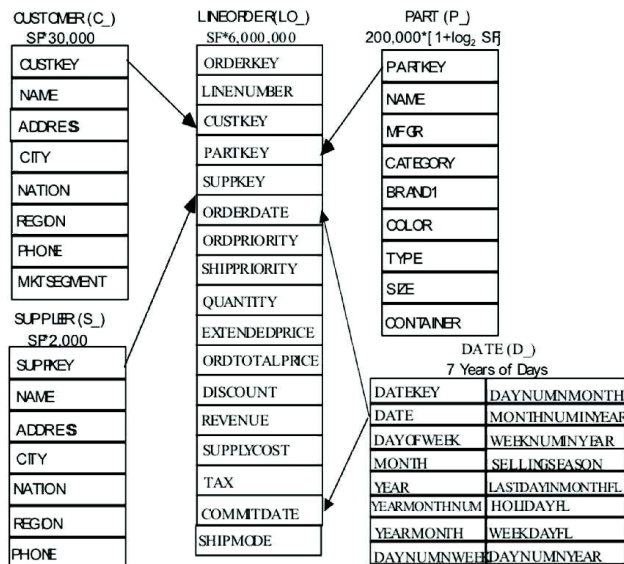 CUSTOMER (C_)
SF*30,000
CUSTKEY
NAME
ADDRESS
CITY
NATION
REGION
PHONE
MKTSEGMENT
SUPPLIER (S_)
SF*2,000
SUPPKEY
NAME
ADDRESS
CITY
NATION
REGION
PHONE
LINEORDER (LO_)
SF*6,000,000
ORDERKEY
LINENUMBER
CUSTKEY
PARTKEY
SUPPKEY
ORDERDATE
ORDPRIORITY
SHIPPRIORITY
QUANTITY
EXTENDEDPRICE
ORDTOTALPRICE
DISCOUNT
REVENUE
SUPPLYCOST
TAX
COMMITDATE
SHIPMODE
PART (P_)
200,000*[1+log₂ SF]
PARTKEY
NAME
MFGR
CATEGORY
BRAND1
COLOR
TYPE
SIZE
CONTAINER
DATE (D_)
7 Years of Days
DATEKEY DAYNUMNMONTH
DATE MONTHNUMINYEAR
DAYOFWEEK WEEKNUMINYEAR
MONTH SELLINGSEASON
YEAR LASTDAYINMONTHFL
YEARMONTHNUM HOLIDAYFL
YEARMONTH WEEKDAYFL
DAYNUMNWEEK DAYNUMNYEAR